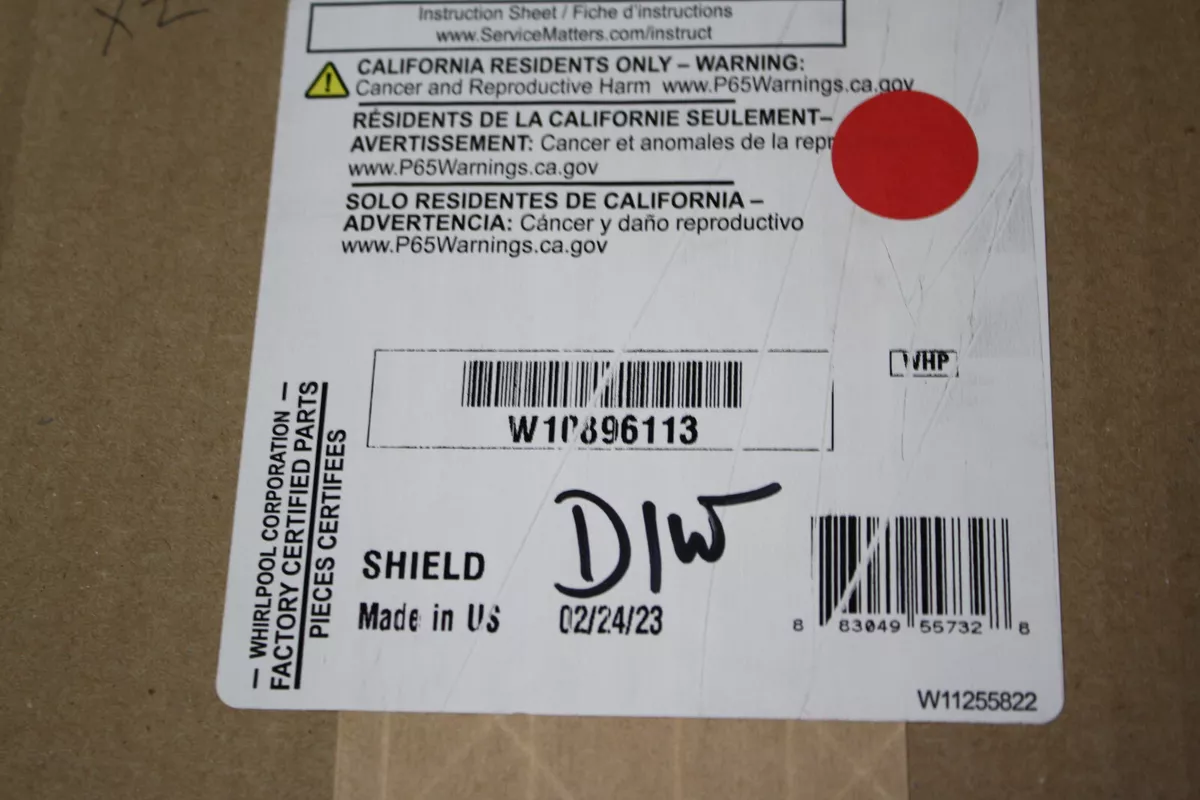 x2
Instruction Sheet / Fiche d'instructions
www.ServiceMatters.com/instruct
CALIFORNIA RESIDENTS ONLY – WARNING:
Cancer and Reproductive Harm www.P65Warnings.ca.gov
RÉSIDENTS DE LA CALIFORNIE SEULEMENT–
AVERTISSEMENT: Cancer et anomales de la repr
www.P65Warnings.ca.gov
SOLO RESIDENTES DE CALIFORNIA –
ADVERTENCIA: Cáncer y daño reproductivo
www.P65Warnings.ca.gov
WHP
W10896113
— WHIRLPOOL CORPORATION —
FACTORY CERTIFIED PARTS
PIECES CERTIFEES
D/W
SHIELD
Made in US 02/24/23
8 83049 55732 8
W11255822